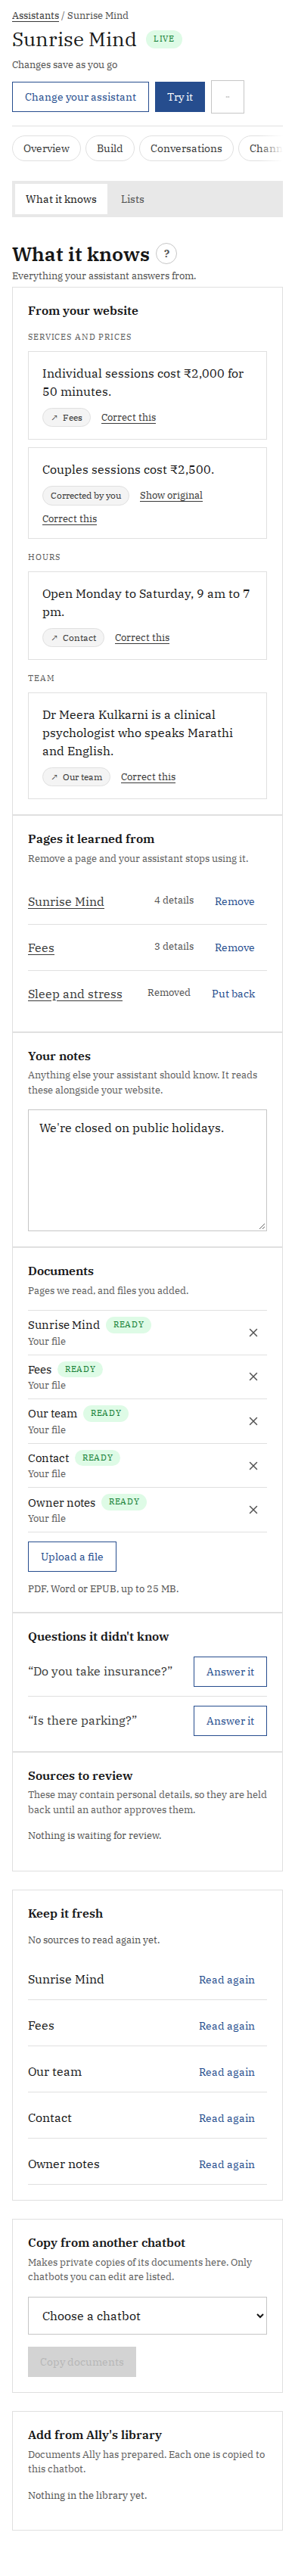 Assistants / Sunrise Mind
Sunrise Mind LIVE
Changes save as you go
Change your assistant Try it
Overview Build Conversations Chann
What it knows Lists
What it knows ?
Everything your assistant answers from.
From your website
SERVICES AND PRICES
Individual sessions cost ₹2,000 for
50 minutes.
↗ Fees Correct this
Couples sessions cost ₹2,500.
Corrected by you Show original
Correct this
HOURS
Open Monday to Saturday, 9 am to 7
pm.
↗ Contact Correct this
TEAM
Dr Meera Kulkarni is a clinical
psychologist who speaks Marathi
and English.
↗ Our team Correct this
Pages it learned from
Remove a page and your assistant stops using it.
Sunrise Mind 4 details Remove
Fees 3 details Remove
Sleep and stress Removed Put back
Your notes
Anything else your assistant should know. It reads
these alongside your website.
We're closed on public holidays.
Documents
Pages we read, and files you added.
Sunrise Mind READY
Your file
Fees READY
Your file
Our team READY
Your file
Contact READY
Your file
Owner notes READY
Your file
Upload a file
PDF, Word or EPUB, up to 25 MB.
Questions it didn't know
“Do you take insurance?” Answer it
“Is there parking?” Answer it
Sources to review
These may contain personal details, so they are held
back until an author approves them.
Nothing is waiting for review.
Keep it fresh
No sources to read again yet.
Sunrise Mind Read again
Fees Read again
Our team Read again
Contact Read again
Owner notes Read again
Copy from another chatbot
Makes private copies of its documents here. Only
chatbots you can edit are listed.
Choose a chatbot
Copy documents
Add from Ally's library
Documents Ally has prepared. Each one is copied to
this chatbot.
Nothing in the library yet.